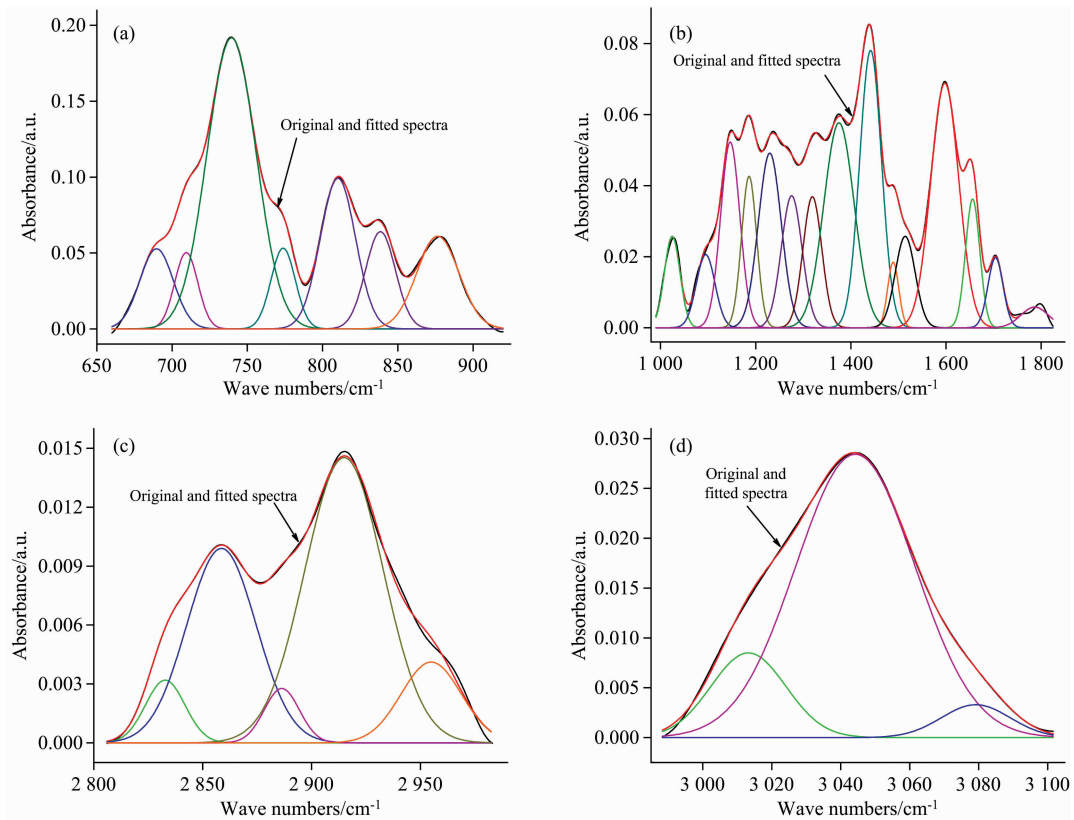 (a)
0.20
0.15
0.10
0.05
0.00
Absorbance/a.u.
Original and fitted spectra
650 700 750 800 850 900
Wave numbers/cm⁻¹
(b)
0.08
0.06
0.04
0.02
0.00
Absorbance/a.u.
Original and fitted spectra
1 000 1 200 1 400 1 600 1 800
Wave numbers/cm⁻¹
(c)
0.015
0.012
0.009
0.006
0.003
0.000
Absorbance/a.u.
Original and fitted spectra
2 800 2 850 2 900 2 950
Wave numbers/cm⁻¹
(d)
0.030
0.025
0.020
0.015
0.010
0.005
0.000
Absorbance/a.u.
Original and
fitted spectra
3 000 3 020 3 040 3 060 3 080 3 100
Wave numbers/cm⁻¹